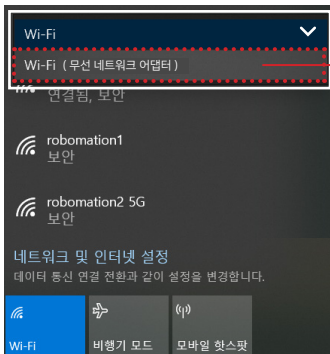 Wi-Fi
Wi-Fi ( 무선 네트워크 어댑터 )
연결됨, 보안
robomation1
보안
robomation2 5G
보안
네트워크 및 인터넷 설정
데이터 통신 연결 전환과 같이 설정을 변경합니다.
Wi-Fi
비행기 모드
모바일 핫스팟